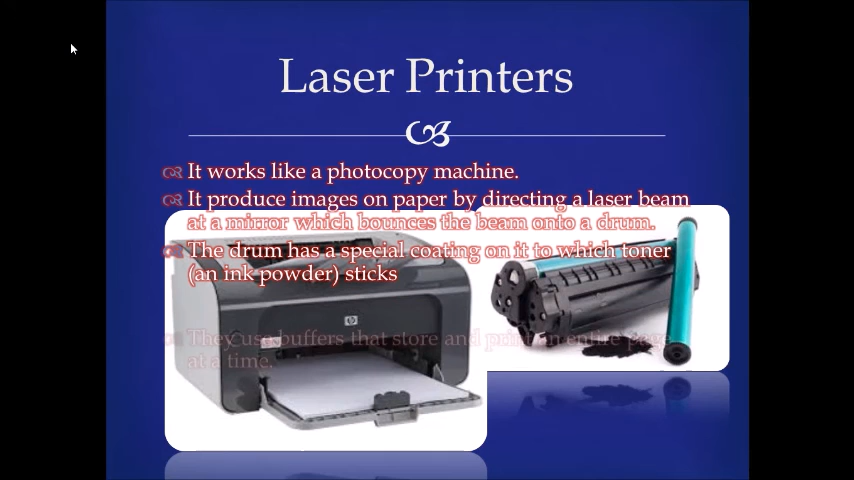 Laser Printers
It works like a photocopy machine.
It produce images on paper by directing a laser beam
at a mirror which bounces the beam onto a drum.
The drum has a special coating on it to which toner
(an ink powder) sticks
hp
They use buffers that store and print an entire page
at a time.